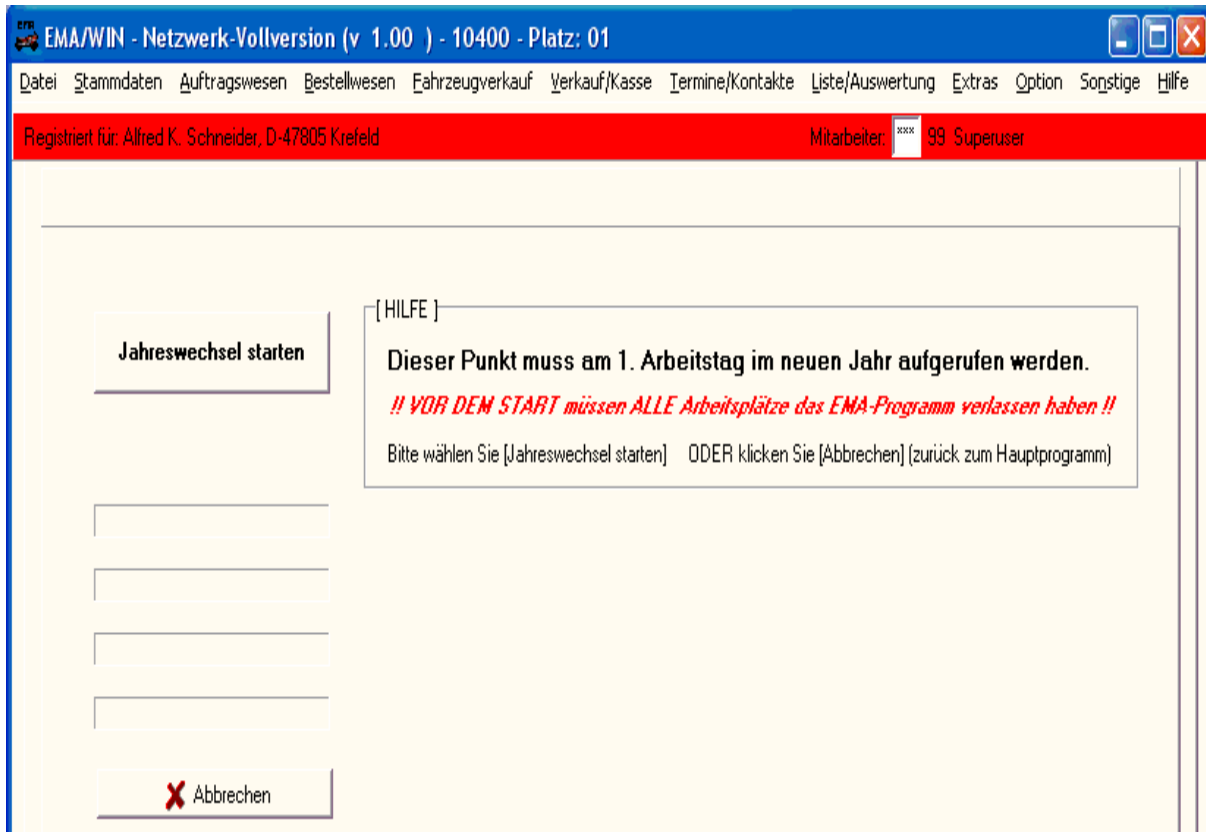 EMA/WIN - Netzwerk-Vollversion (v 1.00 ) - 10400 - Platz: 01
Datei Stammdaten Auftragswesen Bestellwesen Fahrzeugverkauf Verkauf/Kasse Termine/Kontakte Liste/Auswertung Extras Option Sonstige Hilfe
Registriert für: Alfred K. Schneider, D-47805 Krefeld Mitarbeiter: xxx 99 Superuser
[ HILFE ]
Jahreswechsel starten
Dieser Punkt muss am 1. Arbeitstag im neuen Jahr aufgerufen werden.
!! VOR DEM START müssen ALLE Arbeitsplätze das EMA-Programm verlassen haben !!
Bitte wählen Sie [Jahreswechsel starten] ODER klicken Sie [Abbrechen] (zurück zum Hauptprogramm)
Abbrechen